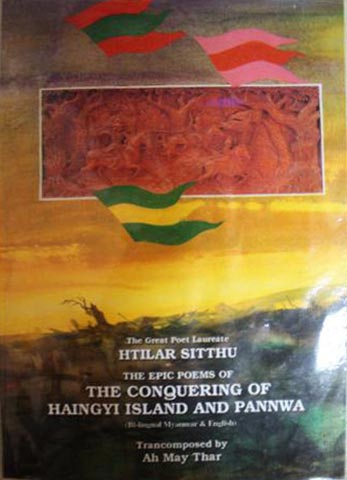 The Great Poet Laureate
HTILAR SITTHU
THE EPIC POEMS OF
THE CONQUERING OF
HAINGYI ISLAND AND PANNWA
(Bi-lingual Myanmar & English)
Trancomposed by
Ah May Thar